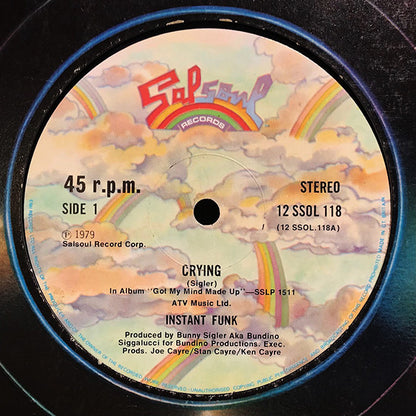 Salsoul
RECORDS
45 r.p.m.
STEREO
SIDE 1
12 SSOL 118
℗ 1979
Salsoul Record Corp.
(12 SSOL.118A)
CRYING
(Sigler)
In Album "Got My Mind Made Up"—SSLP 1511
ATV Music Ltd.
INSTANT FUNK
Produced by Bunny Sigler Aka Bundino
Siggalucci for Bundino Productions. Exec.
Prods. Joe Cayre/Stan Cayre/Ken Cayre